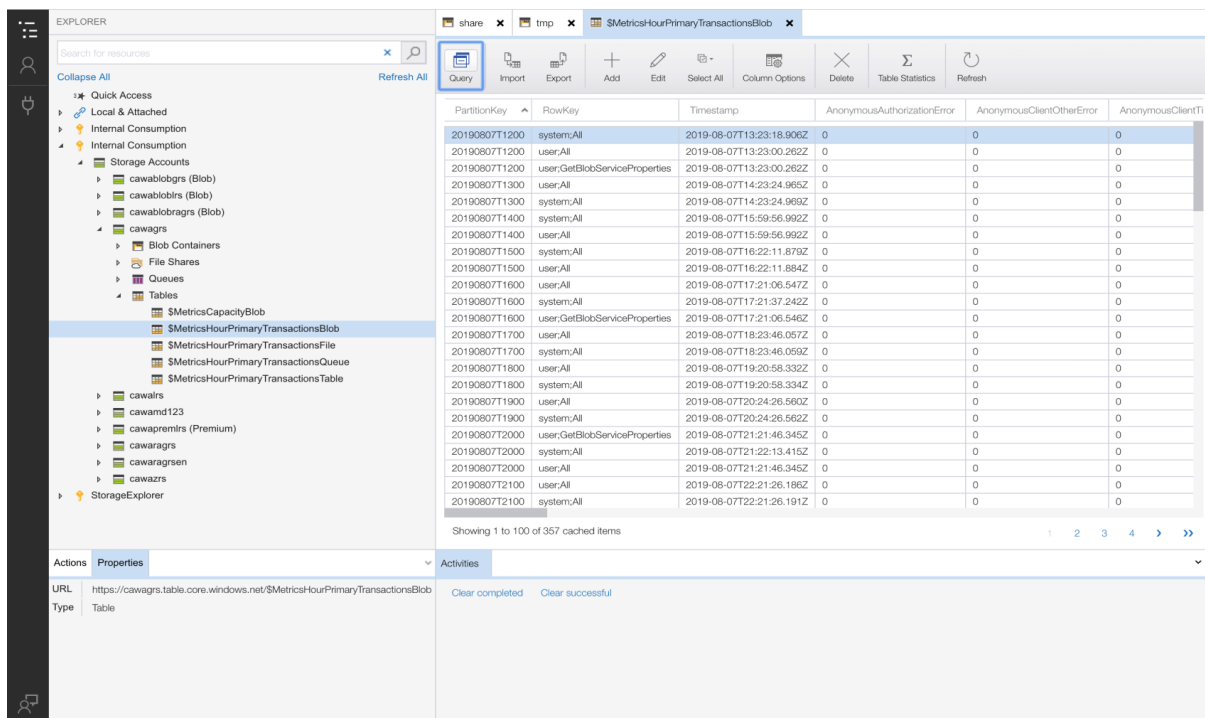 EXPLORER
Search for resources
Collapse All Refresh All
Quick Access
Local & Attached
Internal Consumption
Internal Consumption
Storage Accounts
cawablobgrs (Blob)
cawabloblrs (Blob)
cawablobragrs (Blob)
cawagrs
Blob Containers
File Shares
Queues
Tables
$MetricsCapacityBlob
$MetricsHourPrimaryTransactionsBlob
$MetricsHourPrimaryTransactionsFile
$MetricsHourPrimaryTransactionsQueue
$MetricsHourPrimaryTransactionsTable
cawalrs
cawamd123
cawapremlrs (Premium)
cawaragrs
cawaragrsen
cawazrs
StorageExplorer
Actions Properties
URL https://cawagrs.table.core.windows.net/$MetricsHourPrimaryTransactionsBlob
Type Table
share tmp $MetricsHourPrimaryTransactionsBlob
Query Import Export Add Edit Select All Column Options Delete Table Statistics Refresh
PartitionKey RowKey Timestamp AnonymousAuthorizationError AnonymousClientOtherError AnonymousClientTi
20190807T1200 system;All 2019-08-07T13:23:18.906Z 0 0 0
20190807T1200 user;All 2019-08-07T13:23:00.262Z 0 0 0
20190807T1200 user;GetBlobServiceProperties 2019-08-07T13:23:00.262Z 0 0 0
20190807T1300 user;All 2019-08-07T14:23:24.965Z 0 0 0
20190807T1300 system;All 2019-08-07T14:23:24.969Z 0 0 0
20190807T1400 system;All 2019-08-07T15:59:56.992Z 0 0 0
20190807T1400 user;All 2019-08-07T15:59:56.992Z 0 0 0
20190807T1500 system;All 2019-08-07T16:22:11.879Z 0 0 0
20190807T1500 user;All 2019-08-07T16:22:11.884Z 0 0 0
20190807T1600 user;All 2019-08-07T17:21:06.547Z 0 0 0
20190807T1600 system;All 2019-08-07T17:21:37.242Z 0 0 0
20190807T1600 user;GetBlobServiceProperties 2019-08-07T17:21:06.546Z 0 0 0
20190807T1700 user;All 2019-08-07T18:23:46.057Z 0 0 0
20190807T1700 system;All 2019-08-07T18:23:46.059Z 0 0 0
20190807T1800 user;All 2019-08-07T19:20:58.332Z 0 0 0
20190807T1800 system;All 2019-08-07T19:20:58.334Z 0 0 0
20190807T1900 user;All 2019-08-07T20:24:26.560Z 0 0 0
20190807T1900 system;All 2019-08-07T20:24:26.562Z 0 0 0
20190807T2000 user;GetBlobServiceProperties 2019-08-07T21:21:46.345Z 0 0 0
20190807T2000 system;All 2019-08-07T21:22:13.415Z 0 0 0
20190807T2000 user;All 2019-08-07T21:21:46.345Z 0 0 0
20190807T2100 user;All 2019-08-07T22:21:26.186Z 0 0 0
20190807T2100 system;All 2019-08-07T22:21:26.191Z 0 0 0
Showing 1 to 100 of 357 cached items 1 2 3 4
Activities
Clear completed Clear successful